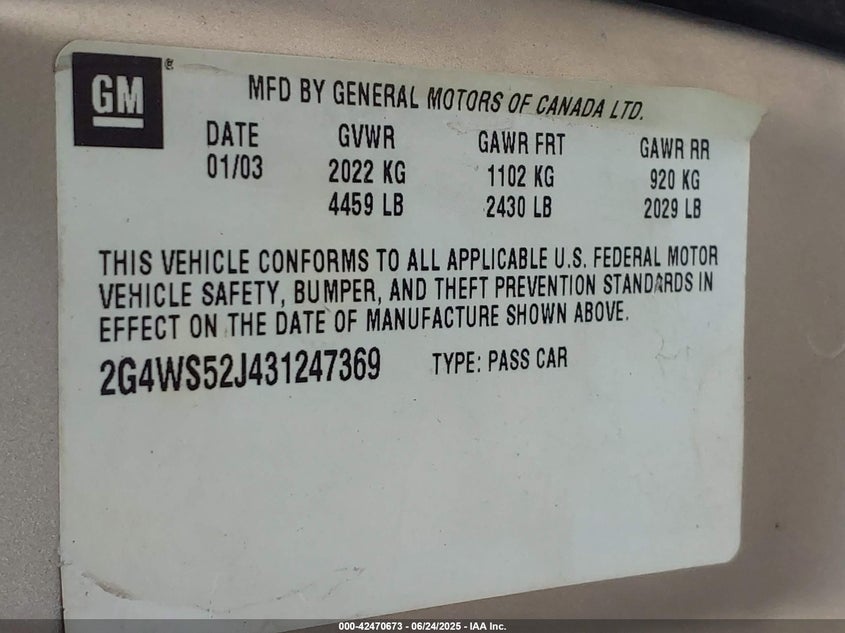 GM ®
MFD BY GENERAL MOTORS OF CANADA LTD.
DATE GVWR GAWR FRT GAWR RR
01/03 2022 KG 1102 KG 920 KG
4459 LB 2430 LB 2029 LB
THIS VEHICLE CONFORMS TO ALL APPLICABLE U.S. FEDERAL MOTOR
VEHICLE SAFETY, BUMPER, AND THEFT PREVENTION STANDARDS IN
EFFECT ON THE DATE OF MANUFACTURE SHOWN ABOVE.
2G4WS52J431247369 TYPE: PASS CAR
000-42470673 - 06/24/2025 - IAA Inc.